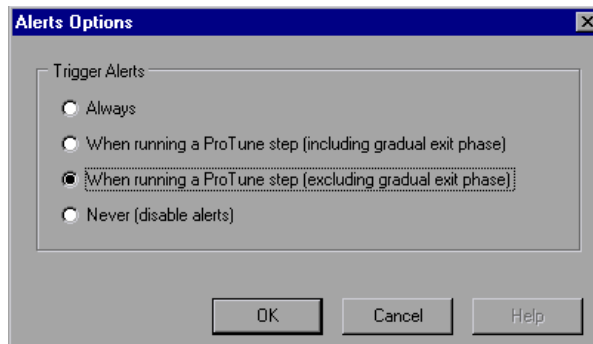 Alerts Options
Trigger Alerts
Always
When running a ProTune step (including gradual exit phase)
When running a ProTune step (excluding gradual exit phase)
Never (disable alerts)
OK
Cancel
Help